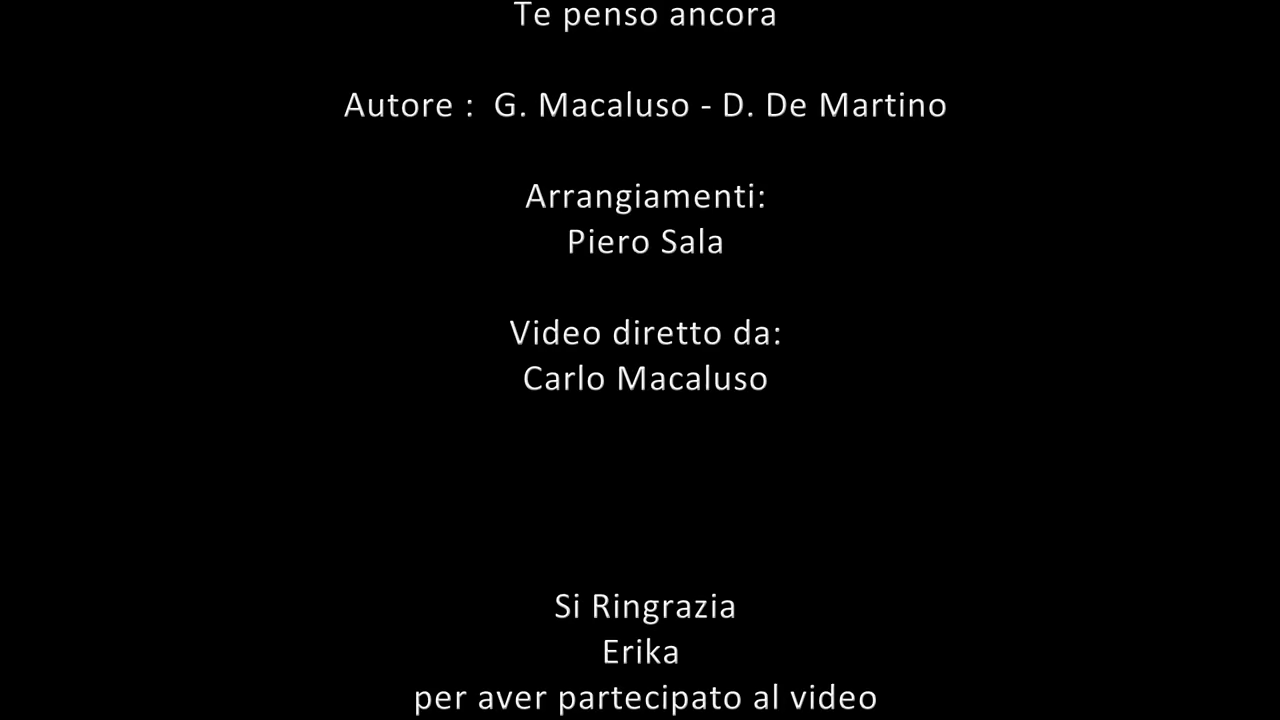 Te penso ancora
Autore :  G. Macaluso - D. De Martino
Arrangiamenti:
Piero Sala
Video diretto da:
Carlo Macaluso
Si Ringrazia
Erika
per aver partecipato al video